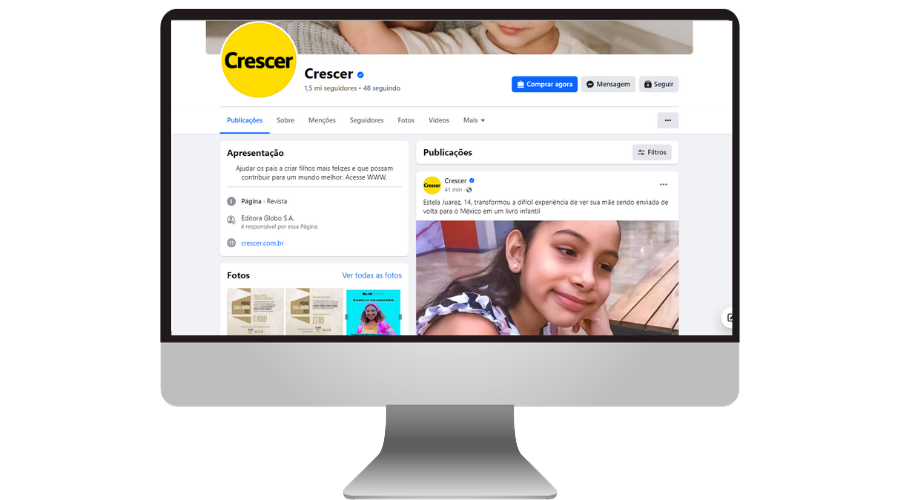 Crescer
Crescer
1,5 mi seguidores • 48 seguindo
Comprar agora
Mensagem
Seguir
Publicações
Sobre
Menções
Seguidores
Fotos
Vídeos
Mais
Apresentação
Ajudar os pais a criar filhos mais felizes e que possam
contribuir para um mundo melhor. Acesse WWW.
Página · Revista
Editora Globo S.A.
é responsável por essa Página
crescer.com.br
Fotos
Ver todas as fotos
27.09
Publicações
Filtros
Crescer
Crescer
41 min ·
Estela Juarez, 14, transformou a difícil experiência de ver sua mãe sendo enviada de
volta para o México em um livro infantil